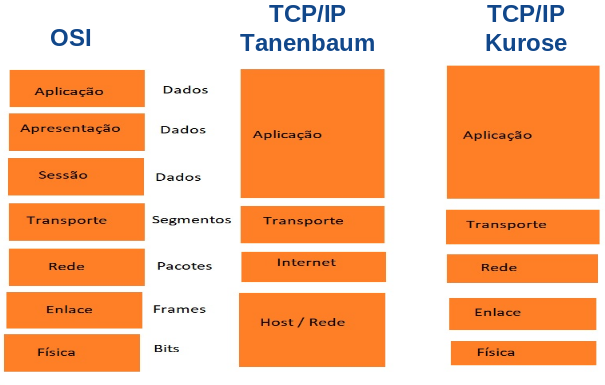 OSI
TCP/IP
Tanenbaum
TCP/IP
Kurose
Aplicação
Dados
Apresentação
Dados
Sessão
Dados
Transporte
Segmentos
Rede
Pacotes
Enlace
Frames
Física
Bits
Aplicação
Transporte
Internet
Host / Rede
Aplicação
Transporte
Rede
Enlace
Física